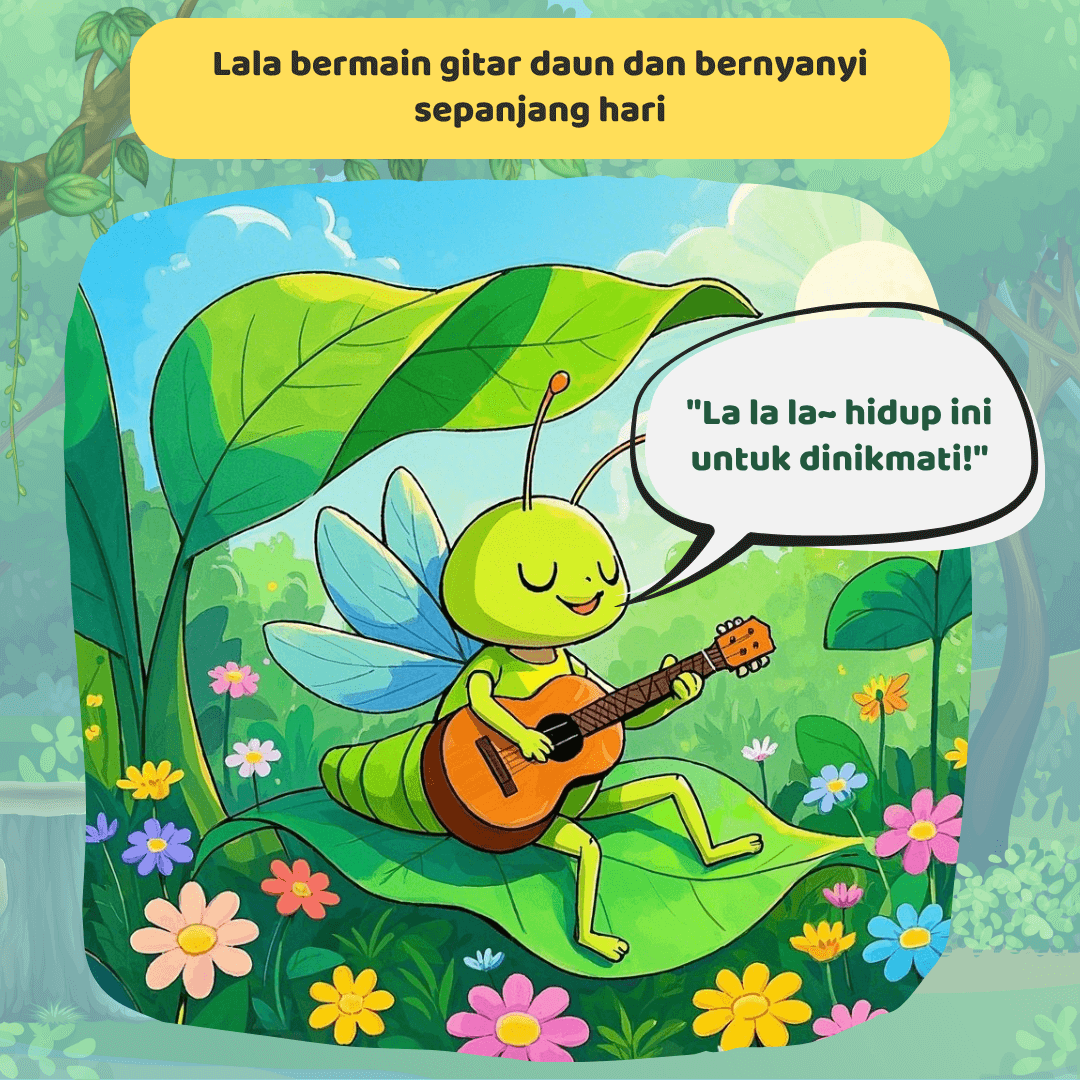 Lala bermain gitar daun dan bernyanyi
sepanjang hari
"La la la~ hidup ini
untuk dinikmati!"